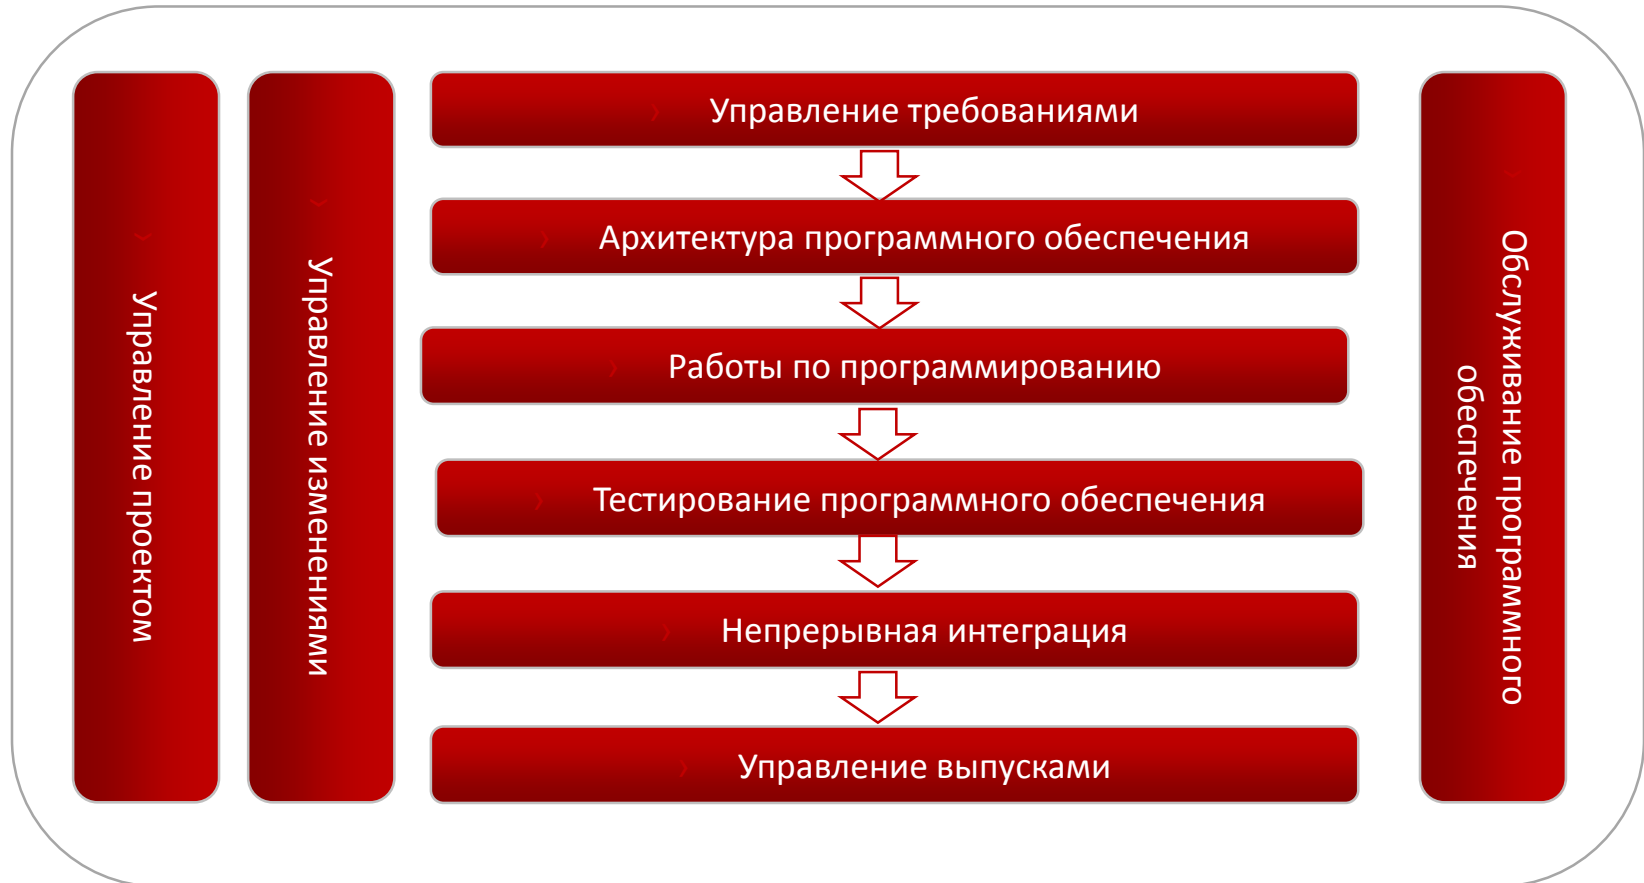 Управление проектом
Управление изменениями
Управление требованиями
Архитектура программного обеспечения
Работы по программированию
Тестирование программного обеспечения
Непрерывная интеграция
Управление выпусками
Обслуживание программного
обеспечения